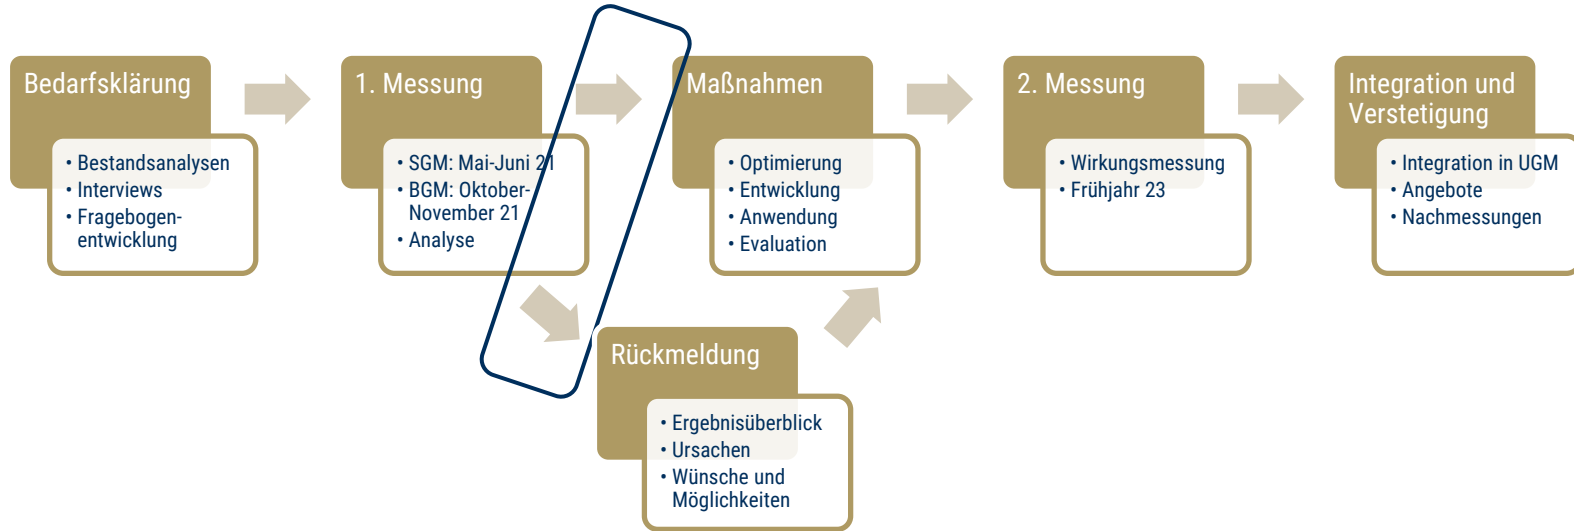 Bedarfsklärung
• Bestandsanalysen
• Interviews
• Fragebogen-
entwicklung
1. Messung
• SGM: Mai-Juni 21
• BGM: Oktober-
November 21
• Analyse
Maßnahmen
• Optimierung
• Entwicklung
• Anwendung
• Evaluation
2. Messung
• Wirkungsmessung
• Frühjahr 23
Integration und
Verstetigung
• Integration in UGM
• Angebote
• Nachmessungen
Rückmeldung
• Ergebnisüberblick
• Ursachen
• Wünsche und
Möglichkeiten